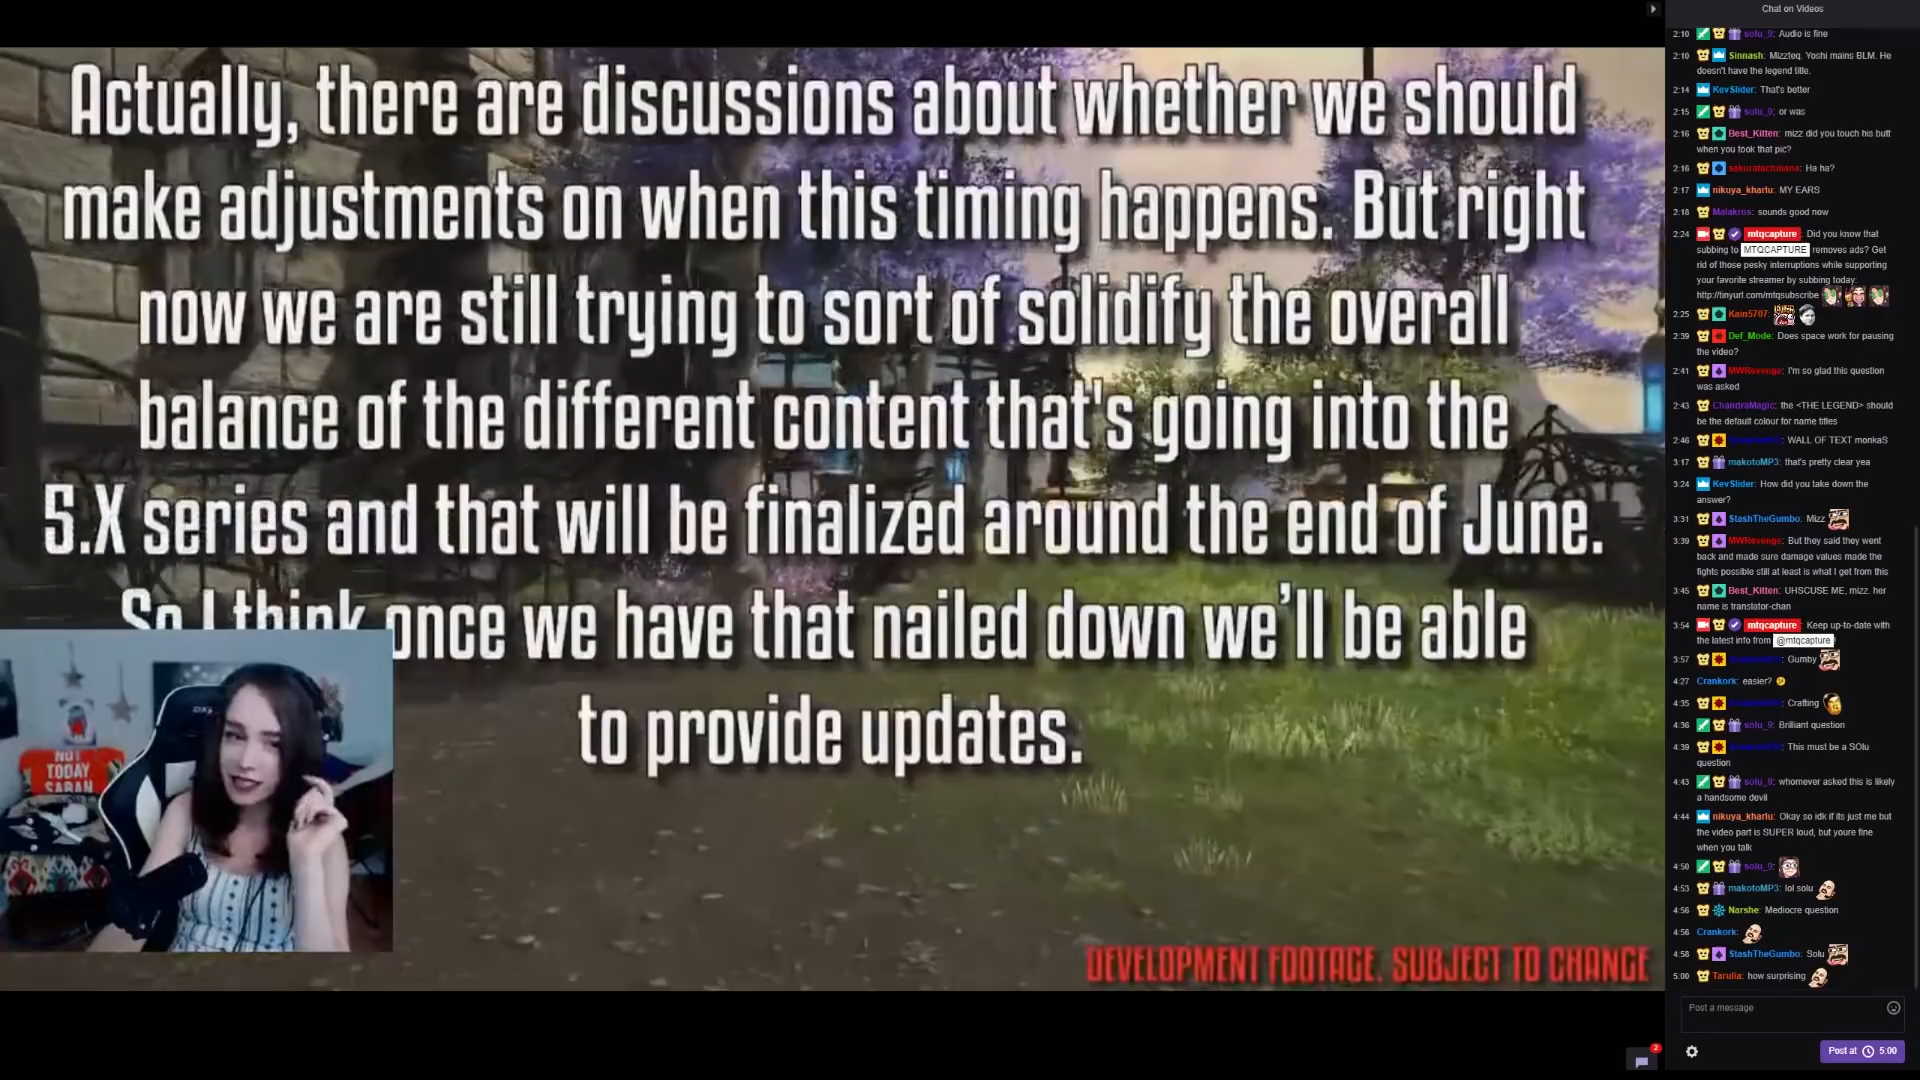 Actually, there are discussions about whether we should
make adjustments on when this timing happens. But right
now we are still trying to sort of solidify the overall
balance of the different content that's going into the
5.X series and that will be finalized around the end of June.
So I think once we have that nailed down we’ll be able
to provide updates.
NOT
TODAY
SATAN
DEVELOPMENT FOOTAGE. SUBJECT TO CHANGE
Chat on Videos
2:10 solu_9: Audio is fine
2:10 Sinnash: Mizzteq. Yoshi mains BLM. He
doesn't have the legend title.
2:14 KevSlider: That's better
2:15 solu_9: or was
2:16 Best_Kitten: mizz did you touch his butt
when you took that pic?
2:16 sakuratachibana: Ha ha?
2:17 nikuya_kharlu: MY EARS
2:18 Malakros: sounds good now
2:24 mtqcapture: Did you know that
subbing to MTQCAPTURE removes ads? Get
rid of those pesky interruptions while supporting
your favorite streamer by subbing today:
http://tinyurl.com/mtqsubscribe
2:25 Kain5707:
2:39 Def_Mode: Does space work for pausing
the video?
2:41 MWRevenge: I'm so glad this question
was asked
2:43 ChandraMagic: the <THE LEGEND> should
be the default colour for name titles
2:46 : WALL OF TEXT monkaS
3:17 makotoMP3: that's pretty clear yea
3:24 KevSlider: How did you take down the
answer?
3:31 StashTheGumbo: Mizz
3:39 MWRevenge: But they said they went
back and made sure damage values made the
fights possible still at least is what I get from this
3:45 Best_Kitten: UHSCUSE ME, mizz. her
name is translator-chan
3:54 mtqcapture: Keep up-to-date with
the latest info from @mtqcapture
3:57 : Gumby
4:27 Crankork: easier?
4:35 : Crafting
4:36 solu_9: Brilliant question
4:39 : This must be a SOlu
question
4:43 solu_9: whomever asked this is likely
a handsome devil
4:44 nikuya_kharlu: Okay so idk if its just me but
the video part is SUPER loud, but youre fine
when you talk
4:50 solu_9:
4:53 makotoMP3: lol solu
4:56 Narshe: Mediocre question
4:56 Crankork:
4:58 StashTheGumbo: Solu
5:00 Tarulia: how surprising
Post a message
2
Post at 5:00